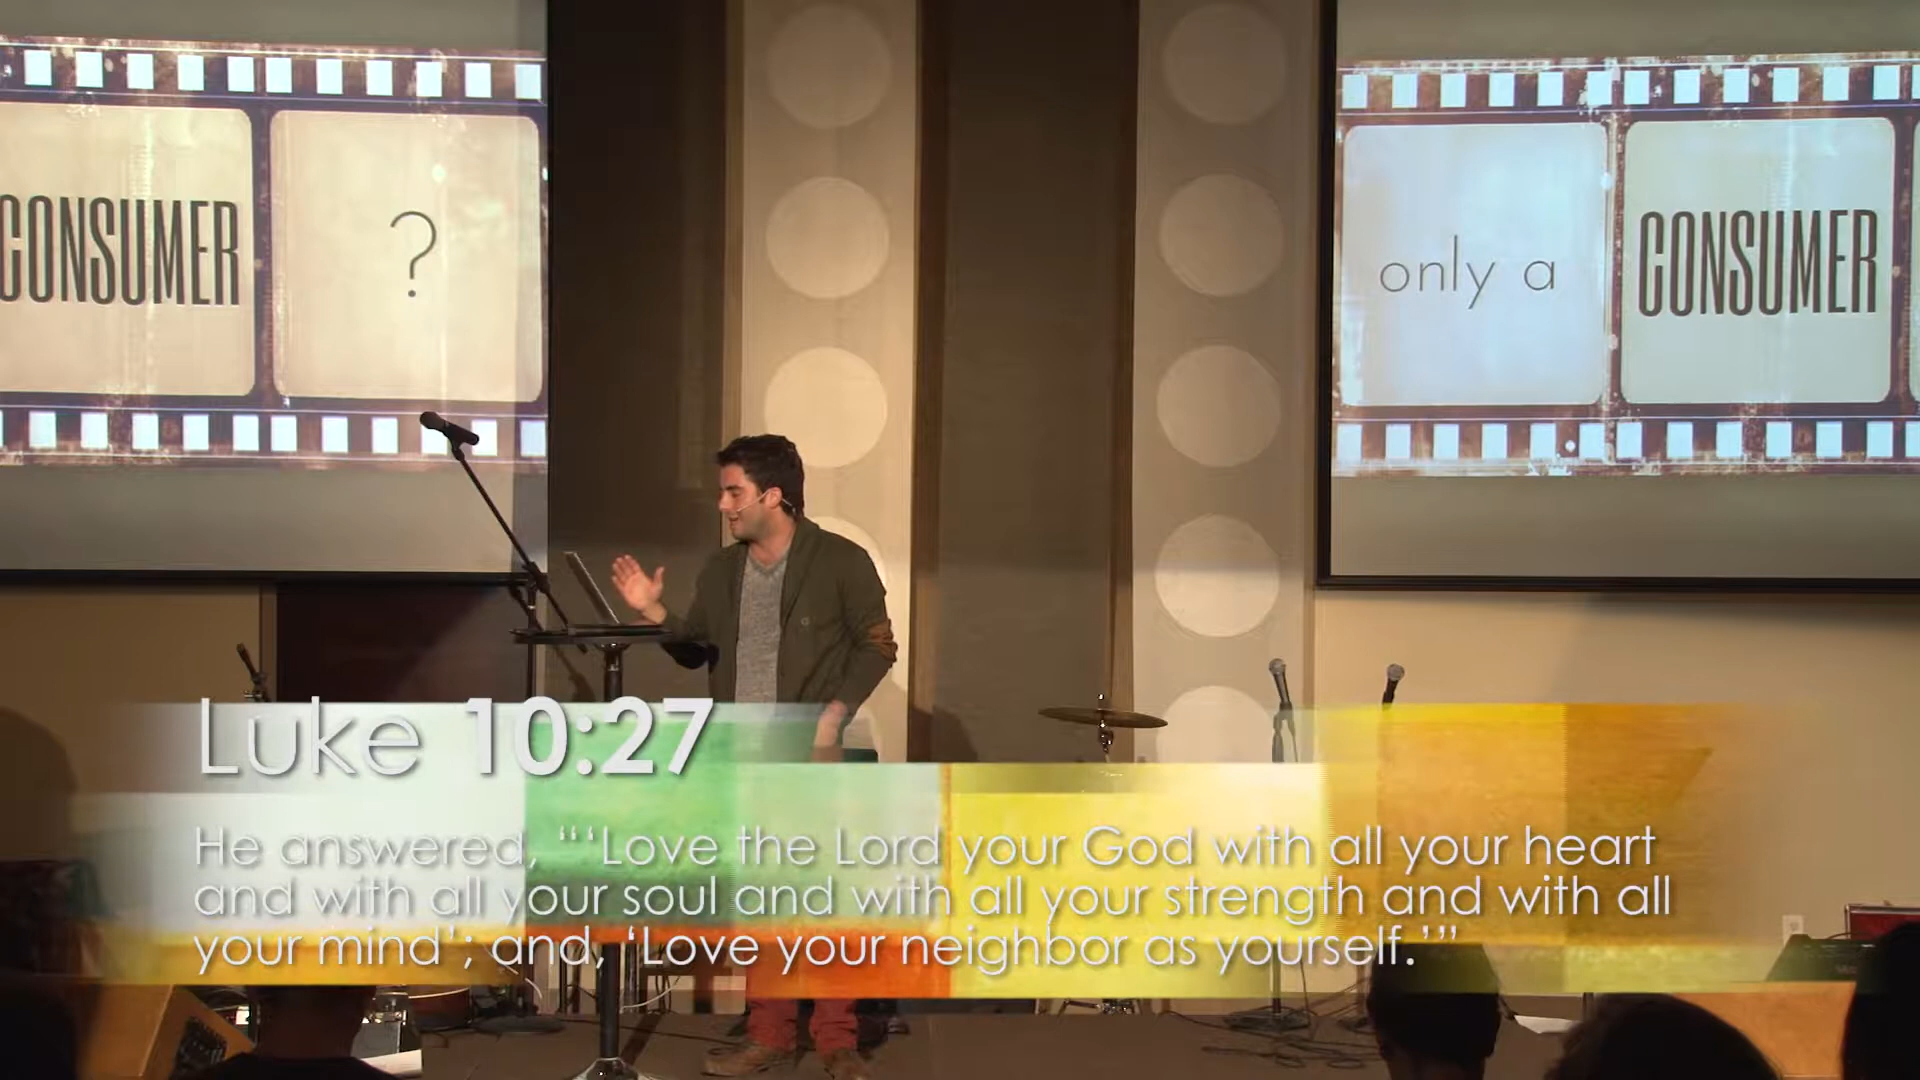 CONSUMER
?
only a
CONSUMER
Luke 10:27
He answered, “‘Love the Lord your God with all your heart
and with all your soul and with all your strength and with all
your mind’; and, ‘Love your neighbor as yourself.’”